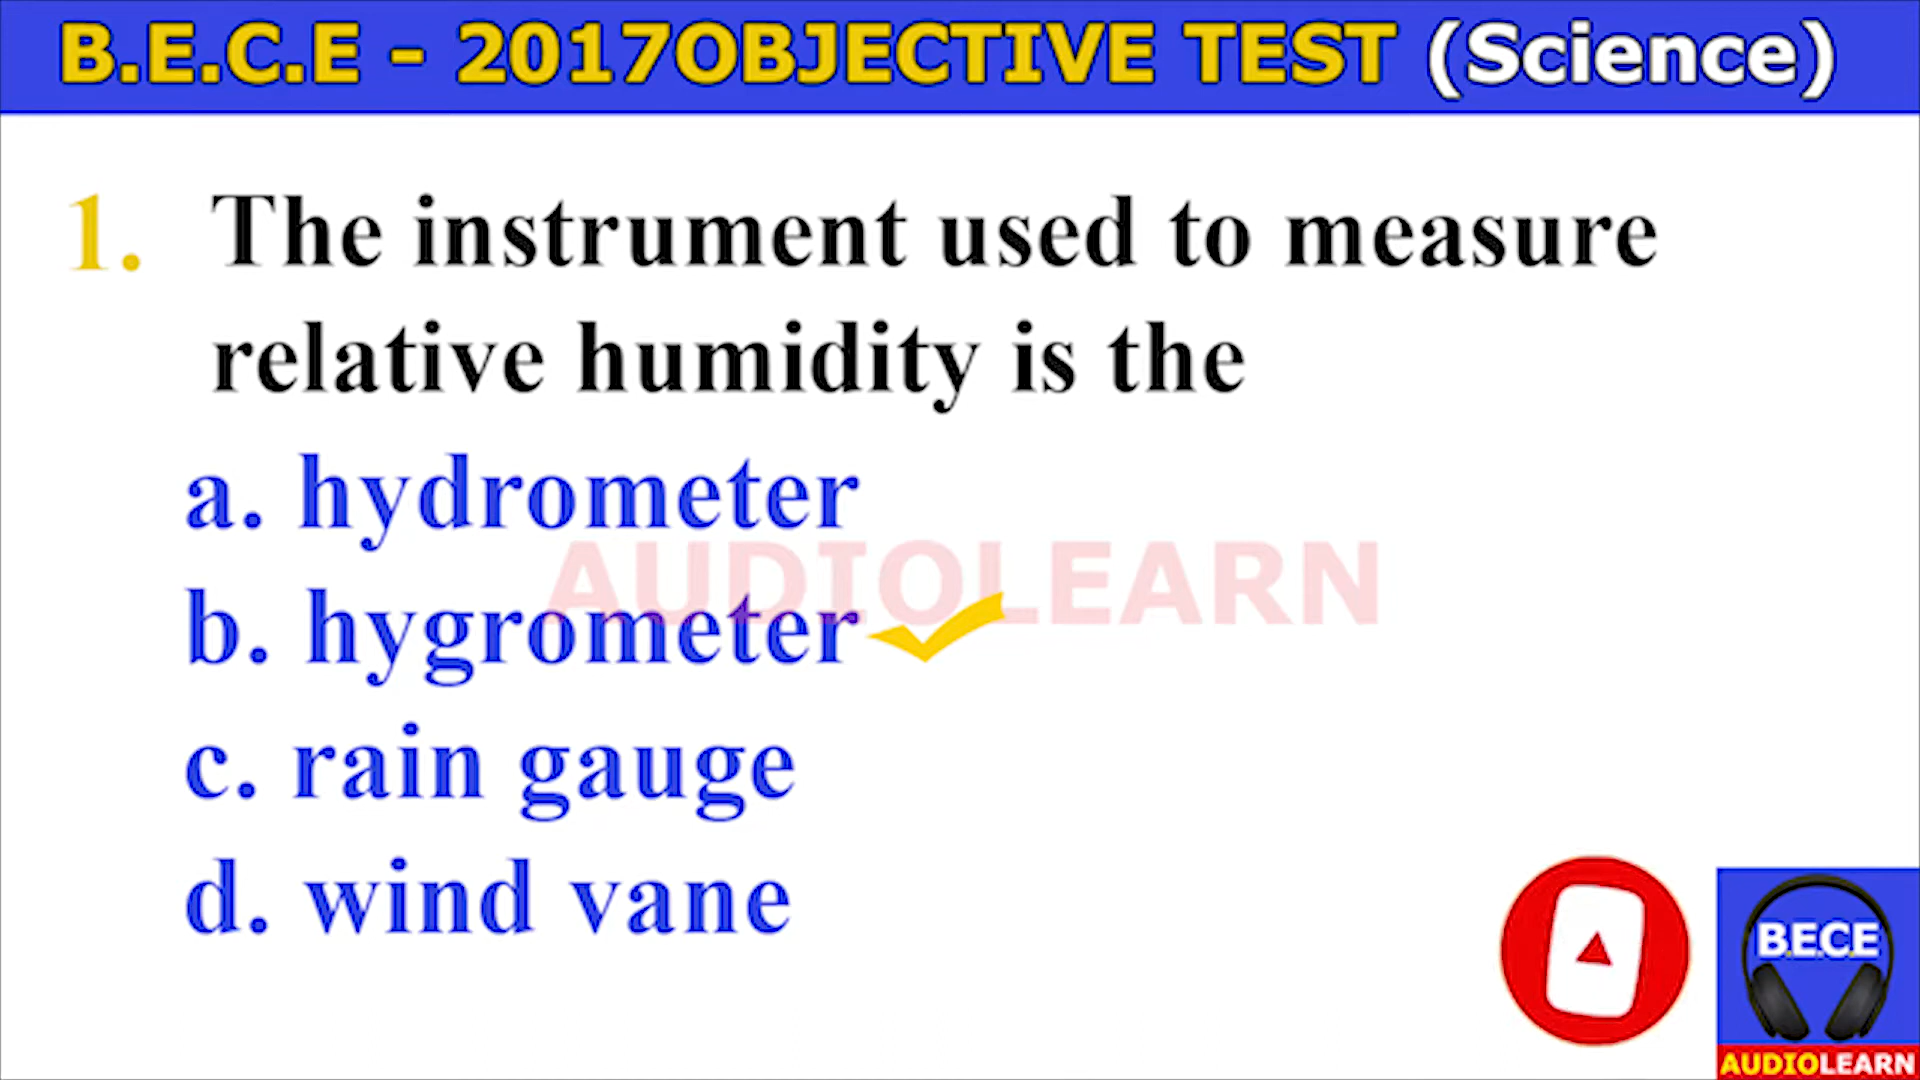 B.E.C.E - 2017OBJECTIVE TEST (Science)
1. The instrument used to measure
relative humidity is the
a. hydrometer
AUDIOLEARN
b. hygrometer
c. rain gauge
d. wind vane
B.E.C.E
AUDIOLEARN